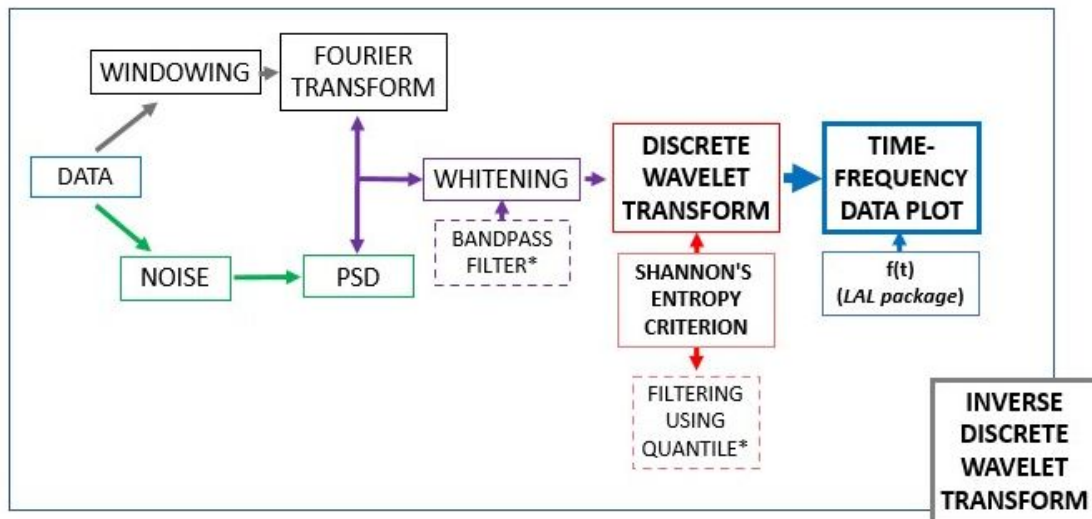 WINDOWING
FOURIER
TRANSFORM
DATA
NOISE
PSD
WHITENING
BANDPASS
FILTER*
DISCRETE
WAVELET
TRANSFORM
SHANNON'S
ENTROPY
CRITERION
FILTERING
USING
QUANTILE*
TIME-
FREQUENCY
DATA PLOT
f(t)
(LAL package)
INVERSE
DISCRETE
WAVELET
TRANSFORM